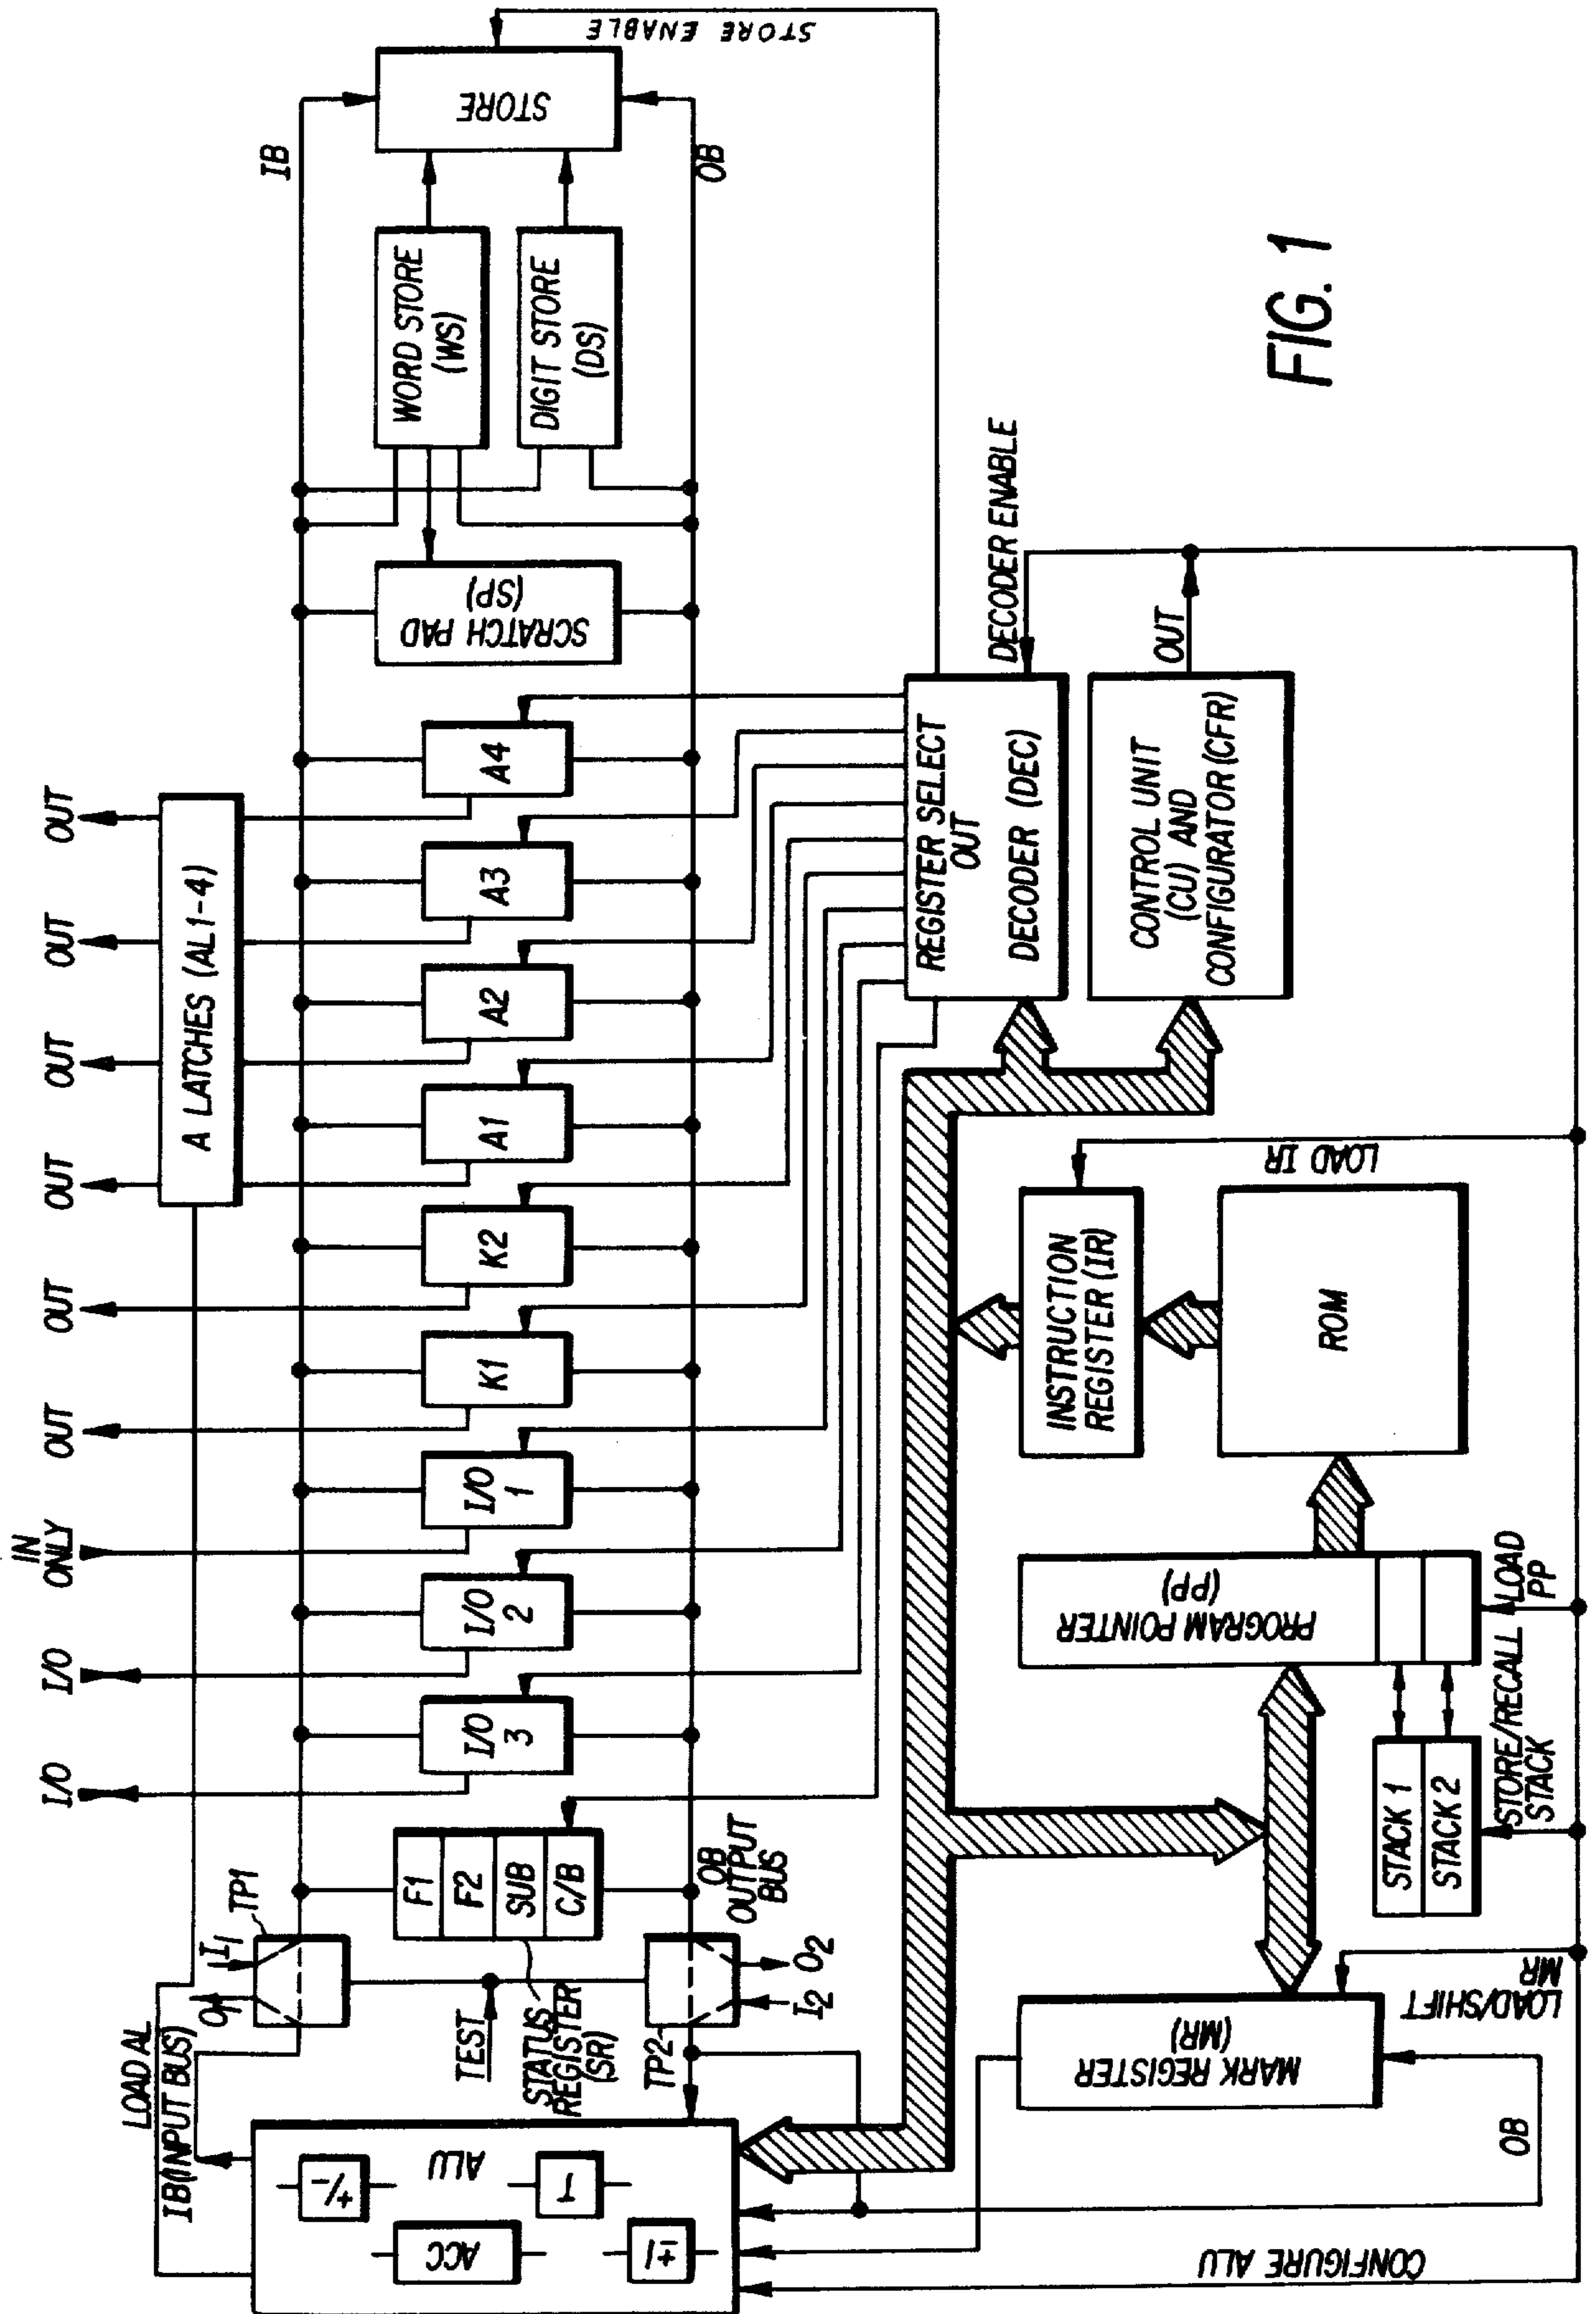 I/O
I/O
IN
ONLY
OUT
OUT
OUT
OUT
OUT
OUT
A LATCHES (AL1-4)
LOAD AL
IB(INPUT BUS)
O1
I1
TP1
IB
STORE ENABLE
ALU
+/-
T
ACC
±1
TEST
STATUS
REGISTER
(SR)
F1
F2
SUB
C/B
I/O
3
I/O
2
I/O
1
K1
K2
A1
A2
A3
A4
SCRATCH PAD
(SP)
WORD STORE
(WS)
DIGIT STORE
(DS)
STORE
TP2
I2
O2
OB
OUTPUT
BUS
OB
REGISTER SELECT
OUT
DECODER (DEC)
DECODER ENABLE
CONTROL UNIT
(CU) AND
CONFIGURATOR (CFR)
OUT
MARK REGISTER
(MR)
LOAD/SHIFT
MR
PROGRAM POINTER
(PP)
LOAD
PP
STACK 1
STACK 2
STORE/RECALL
STACK
INSTRUCTION
REGISTER (IR)
LOAD IR
ROM
OB
CONFIGURE ALU
FIG. 1